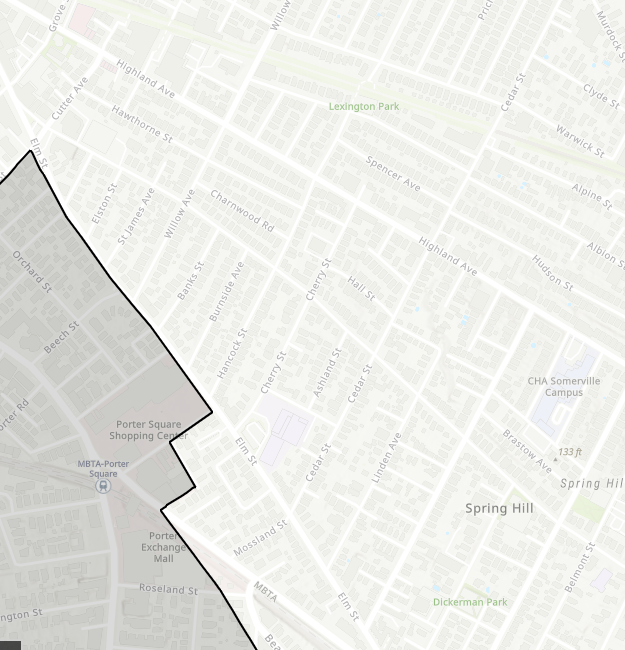 Grove S
Willow
Pric
Murdock St
Highland Ave
Cutter Ave
Cedar St
Clyde St
Lexington Park
Hawthorne St
Warwick St
Elm St
Spencer Ave
Alpine St
Elston St
St James Ave
Willow Ave
Charnwood Rd
Highland Ave
Albion St
Orchard St
Hudson St
Banks St
Burnside Ave
Cherry St
Hall St
Beech St
Hancock St
Cherry St
Ashland St
Cedar St
CHA Somerville
Campus
orter Rd
Porter Square
Shopping Center
Elm St
Linden Ave
Brastow Ave
133 ft
MBTA-Porter
Square
Cedar St
Spring Hil
Spring Hill
Mossland St
Porter
Exchange
Mall
Belmont St
Roseland St
MBTA
Elm St
Dickerman Park
ngton St
Bea